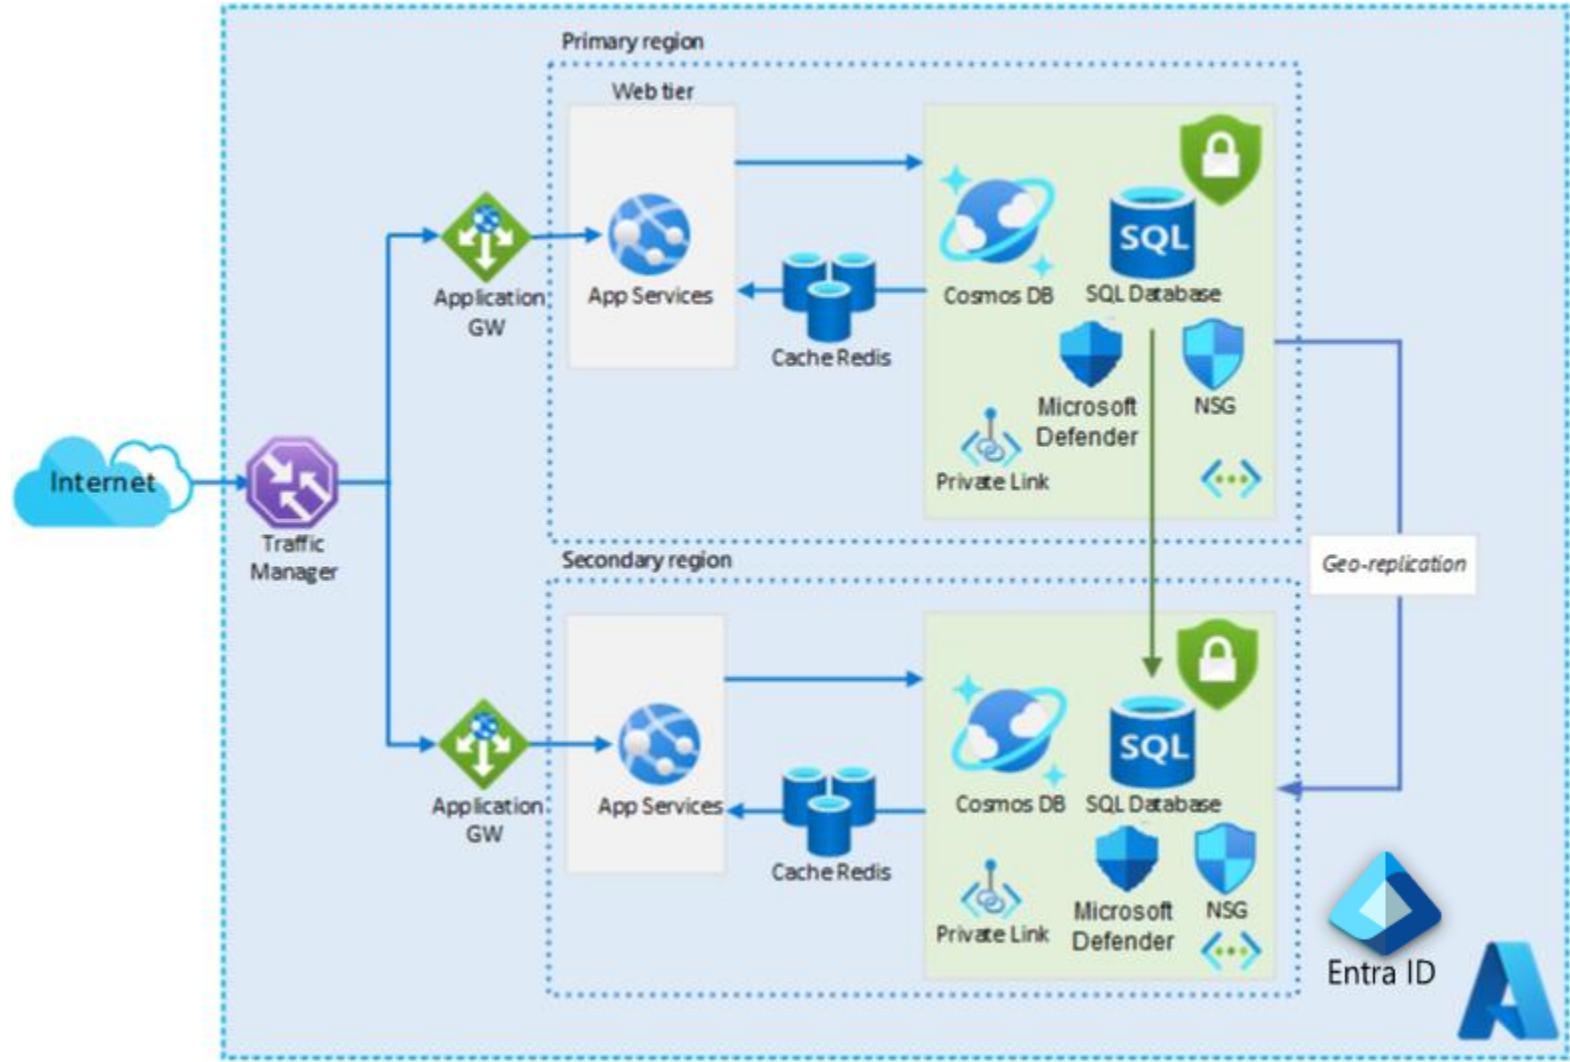 Primary region
Web tier
SQL
Application
GW
App Services
Cosmos DB
SQL Database
Cache Redis
Microsoft
Defender
NSG
Private Link
Internet
Traffic
Manager
Geo-replication
Secondary region
SQL
Application
GW
App Services
Cosmos DB
SQL Database
Cache Redis
Microsoft
Defender
NSG
Private Link
Entra ID